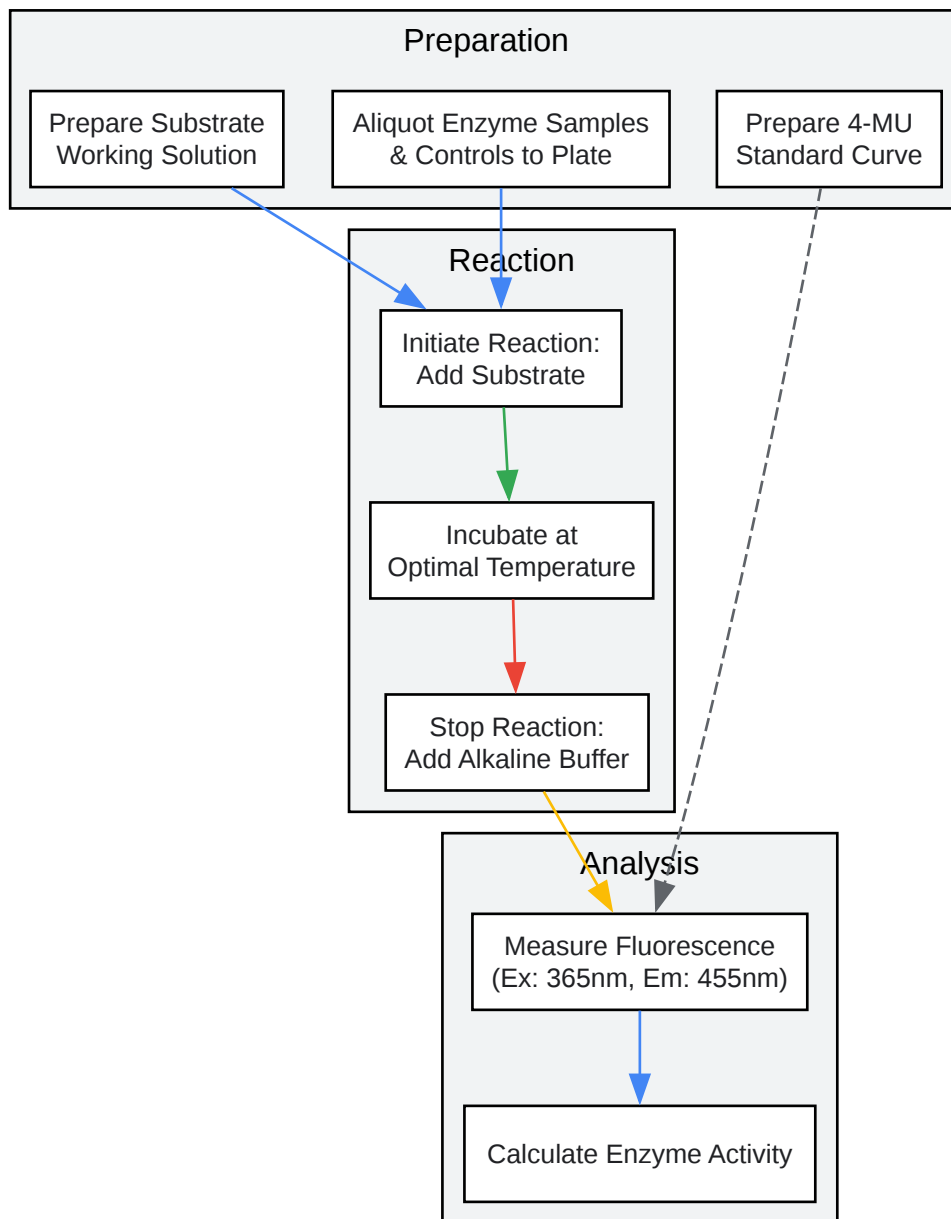 Preparation
Prepare Substrate
Working Solution
Aliquot Enzyme Samples
& Controls to Plate
Prepare 4-MU
Standard Curve
Reaction
Initiate Reaction:
Add Substrate
Incubate at
Optimal Temperature
Stop Reaction:
Add Alkaline Buffer
Analysis
Measure Fluorescence
(Ex: 365nm, Em: 455nm)
Calculate Enzyme Activity